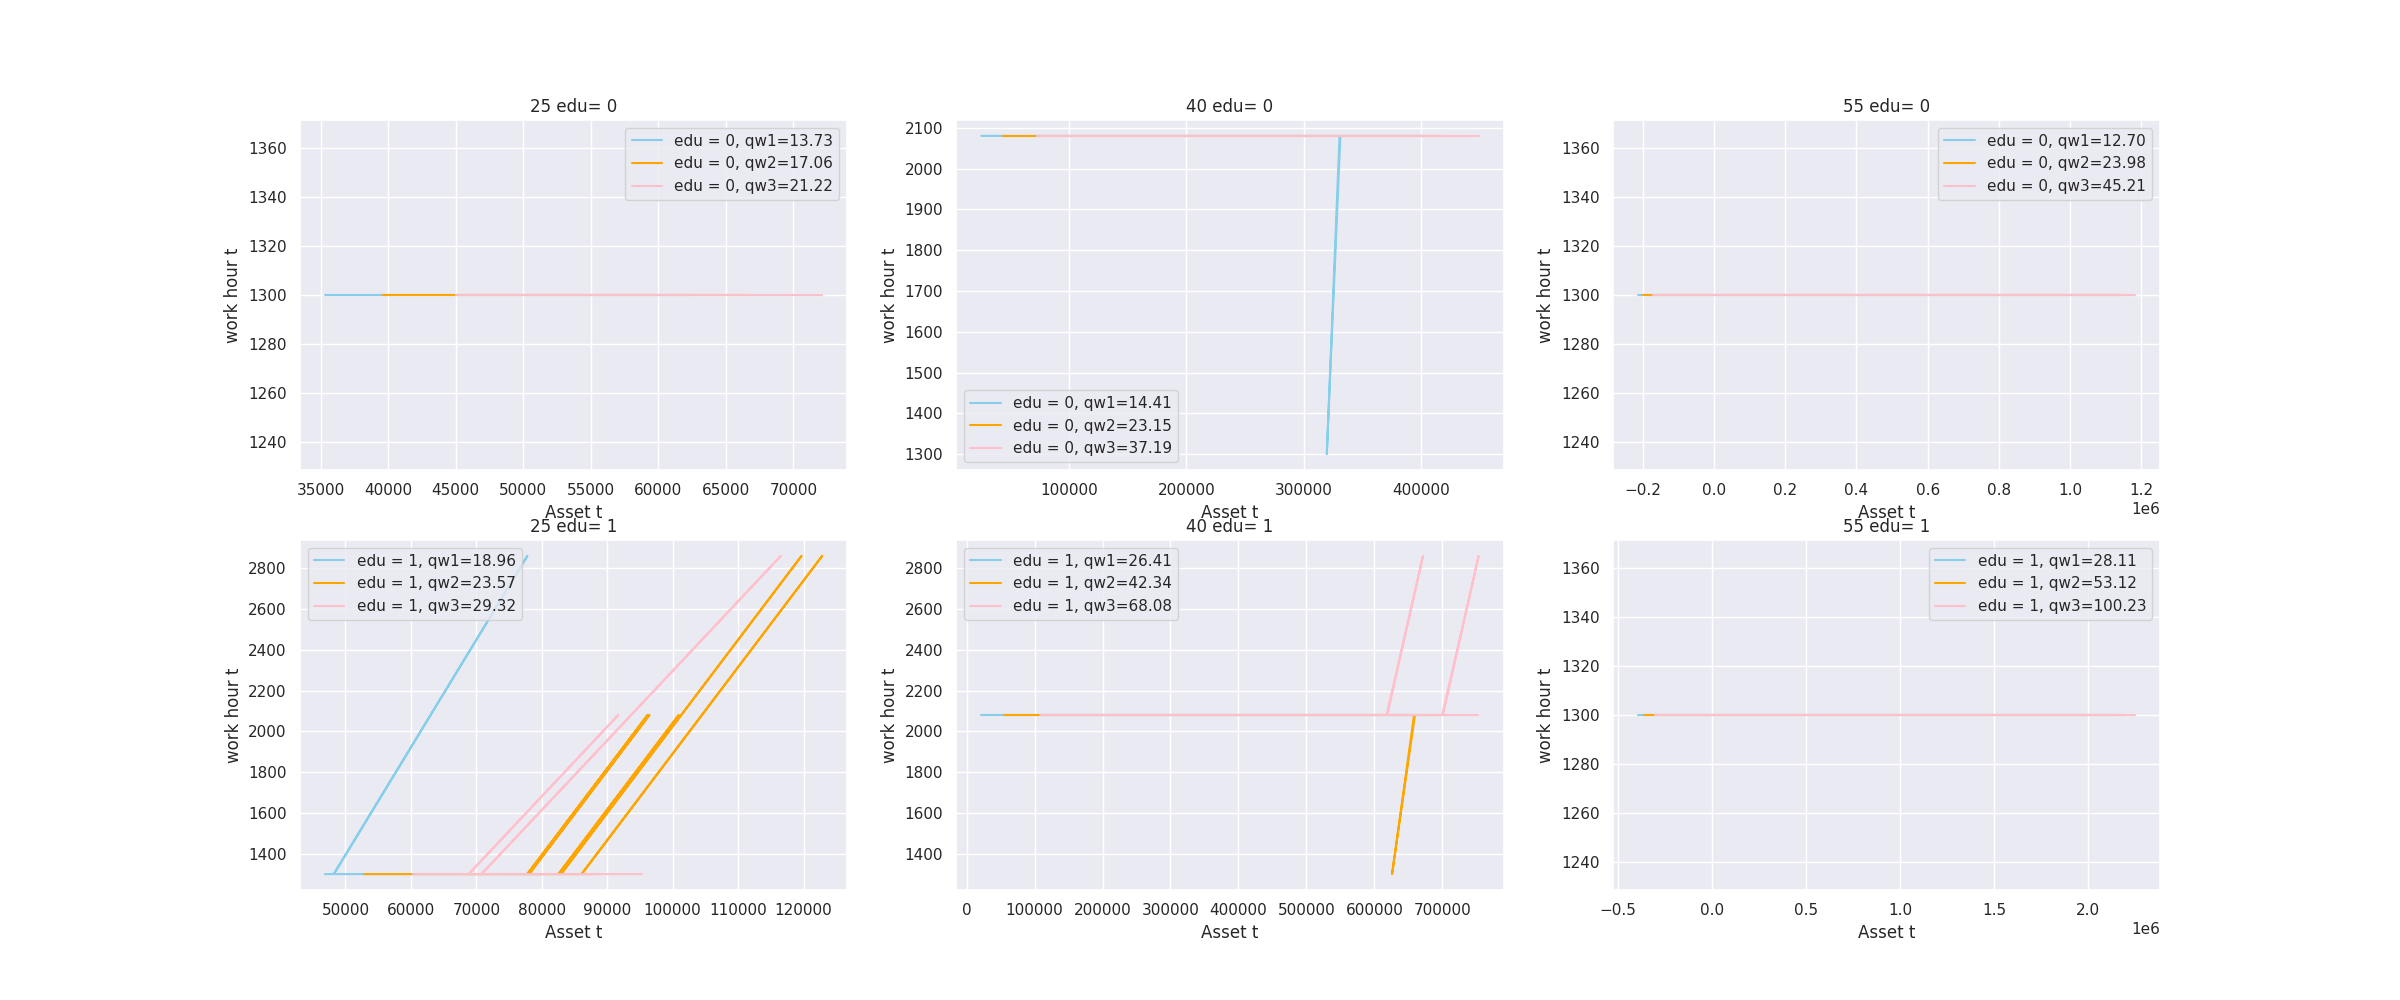 25 edu= 0
1360
1340
1320
1300
1280
1260
1240
work hour t
edu = 0, qw1=13.73
edu = 0, qw2=17.06
edu = 0, qw3=21.22
35000 40000 45000 50000 55000 60000 65000 70000
Asset t
40 edu= 0
2100
2000
1900
1800
1700
1600
1500
1400
1300
work hour t
edu = 0, qw1=14.41
edu = 0, qw2=23.15
edu = 0, qw3=37.19
100000 200000 300000 400000
Asset t
55 edu= 0
1360
1340
1320
1300
1280
1260
1240
work hour t
edu = 0, qw1=12.70
edu = 0, qw2=23.98
edu = 0, qw3=45.21
−0.2 0.0 0.2 0.4 0.6 0.8 1.0 1.2
1e6
Asset t
25 edu= 1
2800
2600
2400
2200
2000
1800
1600
1400
work hour t
edu = 1, qw1=18.96
edu = 1, qw2=23.57
edu = 1, qw3=29.32
50000 60000 70000 80000 90000 100000 110000 120000
Asset t
40 edu= 1
2800
2600
2400
2200
2000
1800
1600
1400
work hour t
edu = 1, qw1=26.41
edu = 1, qw2=42.34
edu = 1, qw3=68.08
0 100000 200000 300000 400000 500000 600000 700000
Asset t
55 edu= 1
1360
1340
1320
1300
1280
1260
1240
work hour t
edu = 1, qw1=28.11
edu = 1, qw2=53.12
edu = 1, qw3=100.23
−0.5 0.0 0.5 1.0 1.5 2.0
1e6
Asset t